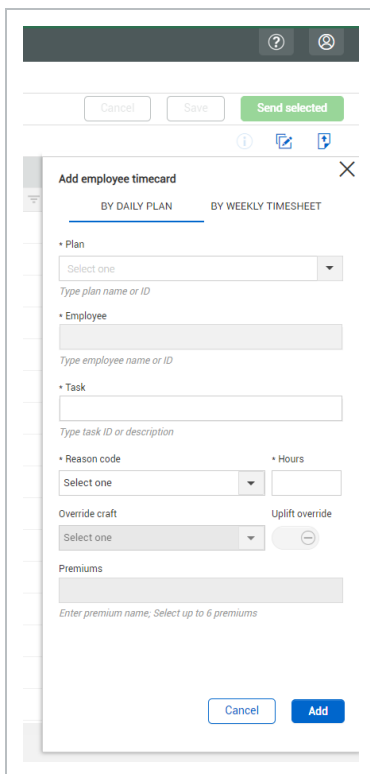 Cancel Save Send selected
Add employee timecard
BY DAILY PLAN BY WEEKLY TIMESHEET
* Plan
Select one
Type plan name or ID
* Employee
Type employee name or ID
* Task
Type task ID or description
* Reason code * Hours
Select one
Override craft Uplift override
Select one
Premiums
Enter premium name; Select up to 6 premiums
Cancel Add